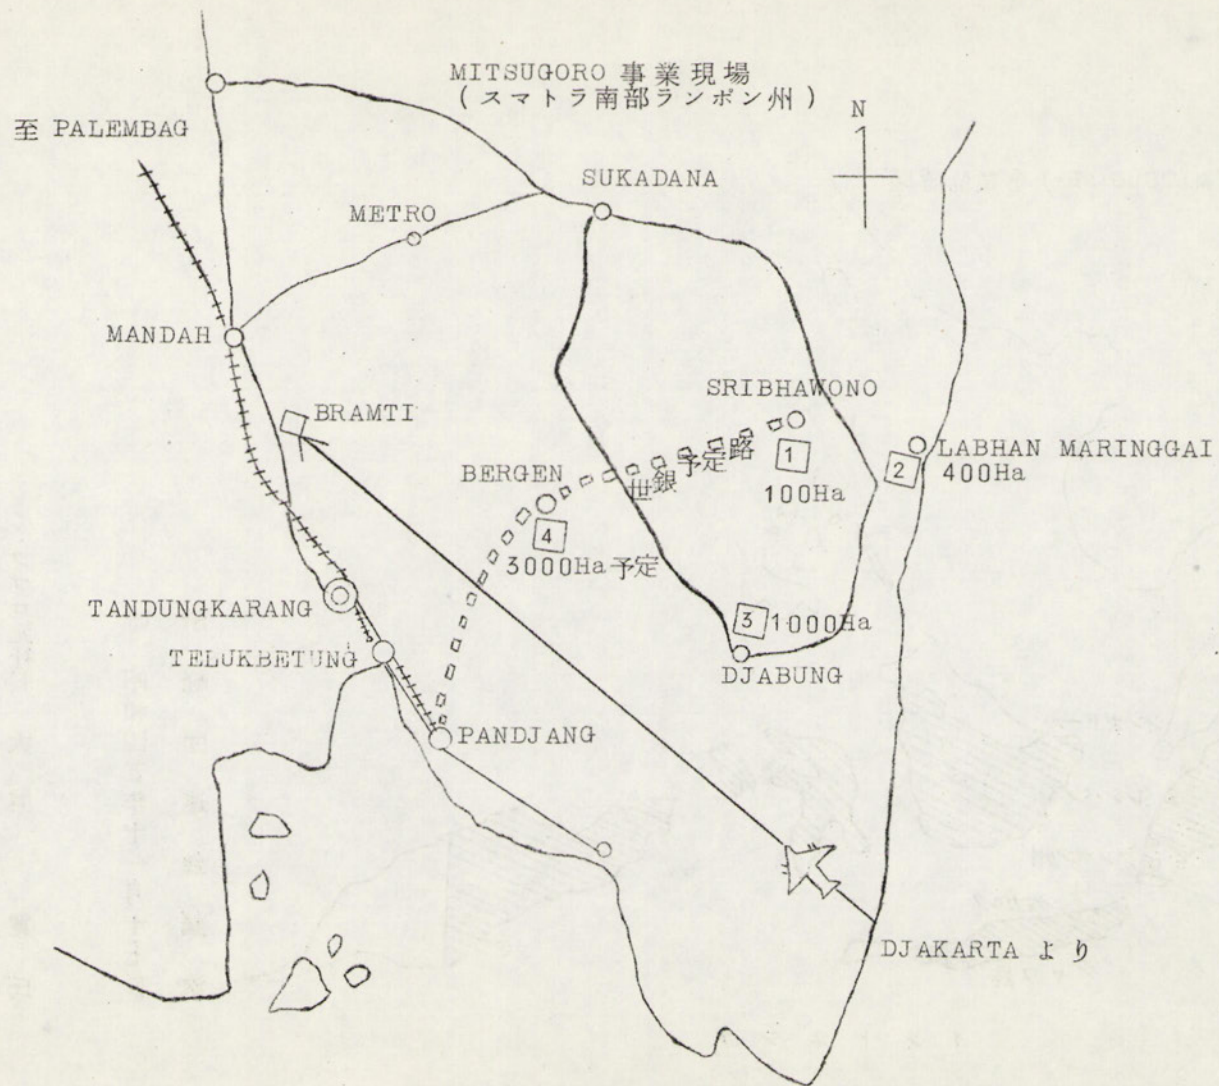 MITSUGORO 事業現場
(スマトラ南部ランポン州)
N
至 PALEMBAG
SUKADANA
METRO
MANDAH
BRAMTI
SRIBHAWONO
1
100Ha
LABHAN MARINGGAI
2
400Ha
世銀予定路
BERGEN
4
3000Ha予定
TANDUNGKARANG
3
1000Ha
TELUKBETUNG
DJABUNG
PANDJANG
DJAKARTA より